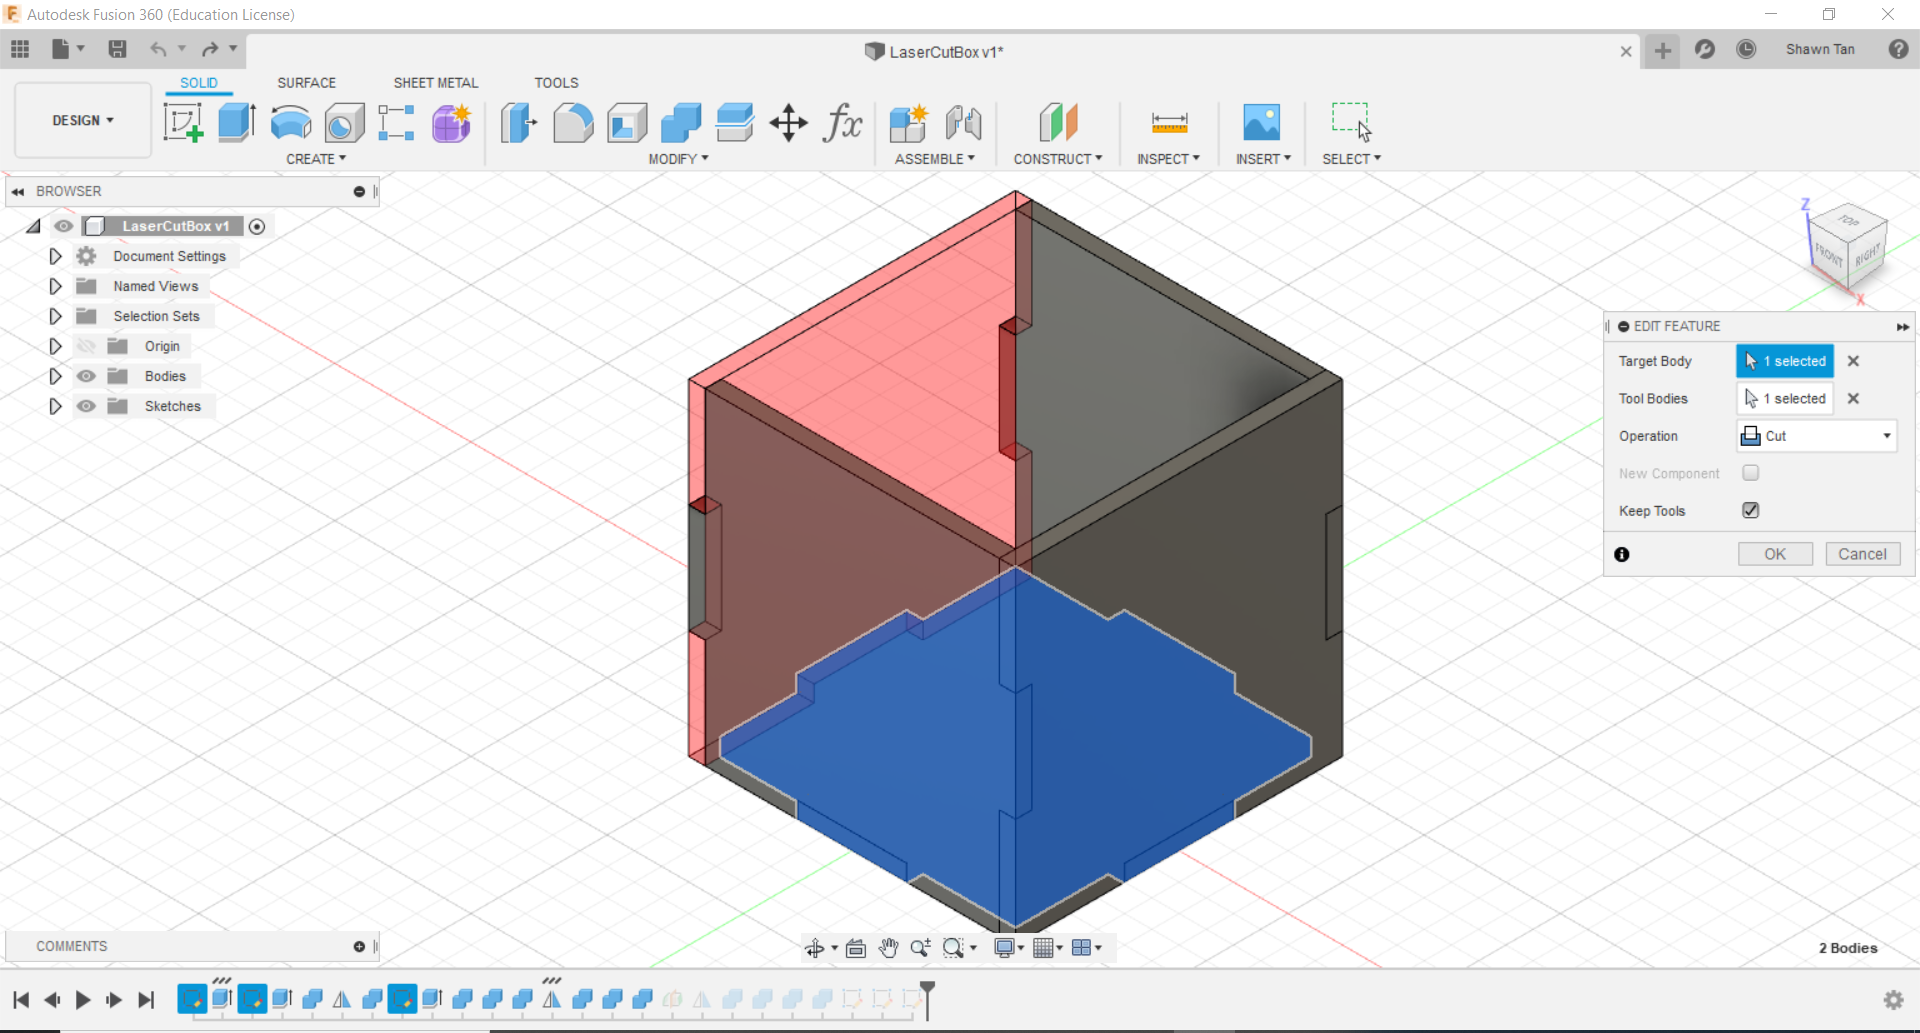 F Autodesk Fusion 360 (Education License)
LaserCutBox v1*
Shawn Tan
SOLID SURFACE SHEET METAL TOOLS
DESIGN
fx
CREATE MODIFY ASSEMBLE CONSTRUCT INSPECT INSERT SELECT
BROWSER
LaserCutBox v1
Document Settings
Named Views
Selection Sets
Origin
Bodies
Sketches
Z
TOP
FRONT RIGHT
X
EDIT FEATURE
Target Body 1 selected
Tool Bodies 1 selected
Operation Cut
New Component
Keep Tools
OK Cancel
COMMENTS
2 Bodies